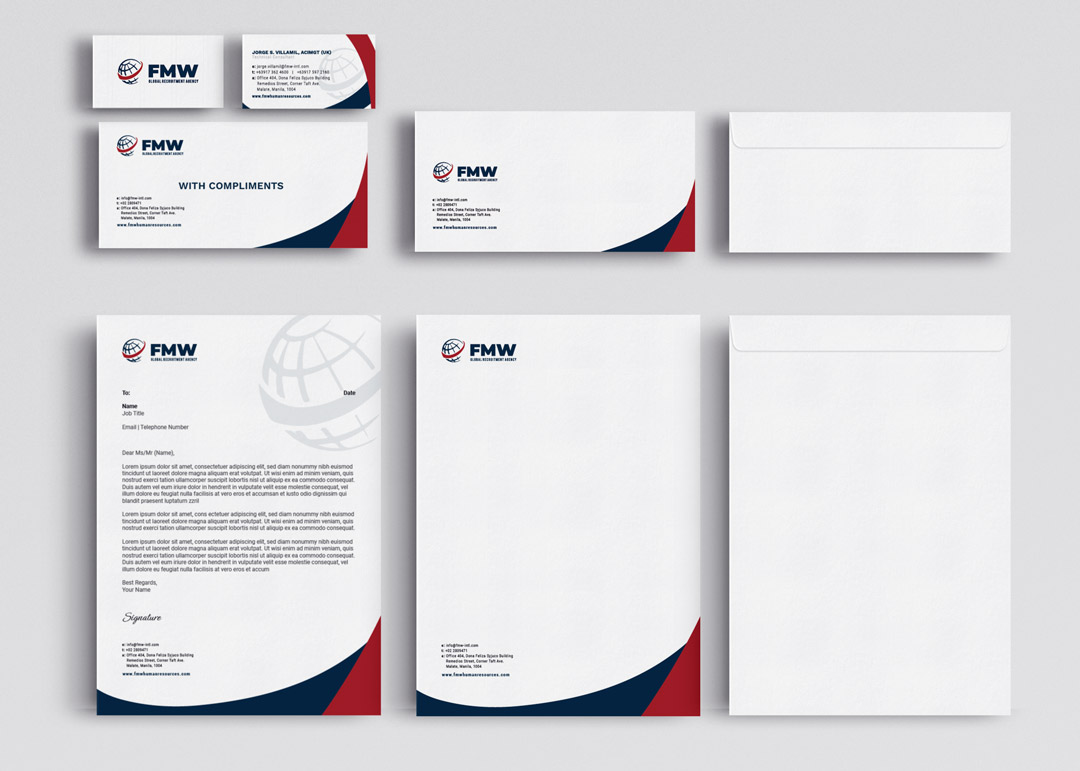 FMW
GLOBAL RECRUITMENT AGENCY
JORGE S. VILLAMIL, ACIMGT (UK)
Technical Consultant
e: jorge.villamil@fmw-intl.com
t: +63917 362 4600 | +63917
a: Office 404, Dona Feliza Syjuco Building
Remedios Street, Corner Taft Ave.
Malate, Manila, 1004
www.fmwhumanresources.com
FMW
GLOBAL RECRUITMENT AGENCY
WITH COMPLIMENTS
e: info@fmw-intl.com
t: +02 2809471
a: Office 404, Dona Feliza Syjuco Building
Remedios Street, Corner Taft Ave.
Malate, Manila, 1004
www.fmwhumanresources.com
FMW
GLOBAL RECRUITMENT AGENCY
e: info@fmw-intl.com
t: +02 2809471
a: Office 404, Dona Feliza Syjuco Building
Remedios Street, Corner Taft Ave.
Malate, Manila, 1004
www.fmwhumanresources.com
FMW
GLOBAL RECRUITMENT AGENCY
To: Date
Name
Job Title
Email | Telephone Number
Dear Ms/Mr (Name),
Lorem ipsum dolor sit amet, consectetuer adipiscing elit, sed diam nonummy nibh euismod
tincidunt ut laoreet dolore magna aliquam erat volutpat. Ut wisi enim ad minim veniam, quis
nostrud exerci tation ullamcorper suscipit lobortis nisl ut aliquip ex ea commodo consequat.
Duis autem vel eum iriure dolor in hendrerit in vulputate velit esse molestie consequat, vel
illum dolore eu feugiat nulla facilisis at vero eros et accumsan et iusto odio dignissim qui
blandit praesent luptatum zzril
Lorem ipsum dolor sit amet, cons ectetuer adipiscing elit, sed diam nonummy nibh euismod
tincidunt ut laoreet dolore magna aliquam erat volutpat. Ut wisi enim ad minim veniam, quis
nostrud exerci tation ullamcorper suscipit lobortis nisl ut aliquip ex ea commodo consequat.
Lorem ipsum dolor sit amet, consectetuer adipiscing elit, sed diam nonummy nibh euismod
tincidunt ut laoreet dolore magna aliquam erat volutpat. Ut wisi enim ad minim veniam, quis
nostrud exerci tation ullamcorper suscipit lobortis nisl ut aliquip ex ea commodo consequat.
Duis autem vel eum iriure dolor in hendrerit in vulputate velit esse molestie consequat, vel
illum dolore eu feugiat nulla facilisis at vero eros et accum
Best Regards,
Your Name
Signature
e: info@fmw-intl.com
t: +02 2809471
a: Office 404, Dona Feliza Syjuco Building
Remedios Street, Corner Taft Ave.
Malate, Manila, 1004
www.fmwhumanresources.com
FMW
GLOBAL RECRUITMENT AGENCY
e: info@fmw-intl.com
t: +02 2809471
a: Office 404, Dona Feliza Syjuco Building
Remedios Street, Corner Taft Ave.
Malate, Manila, 1004
www.fmwhumanresources.com